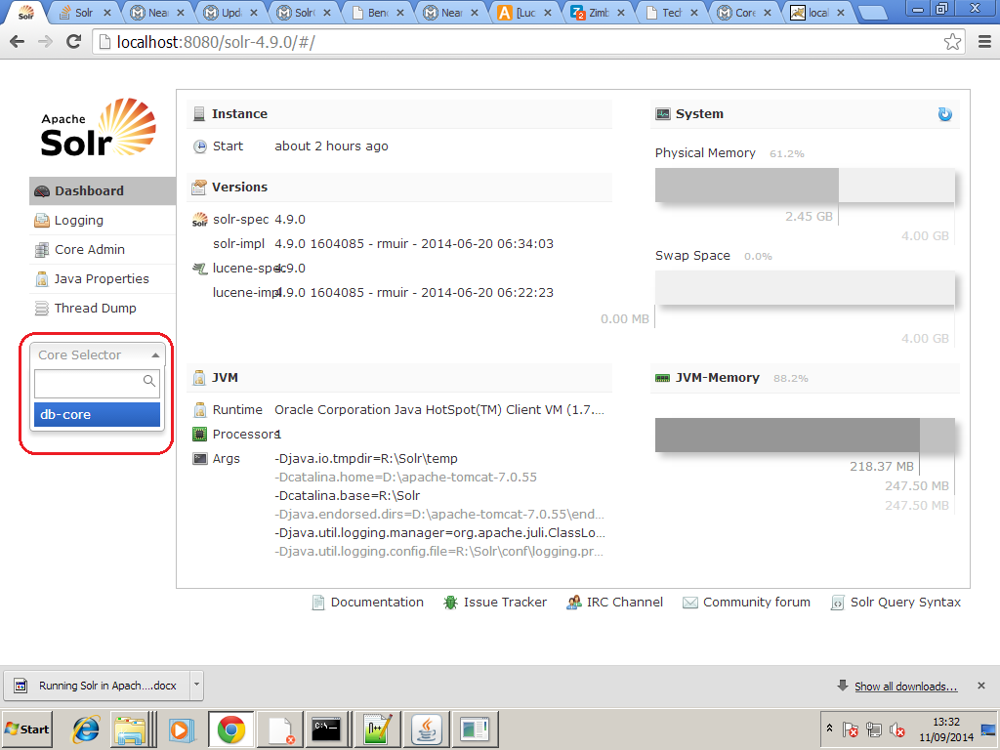 Solr
Solr
Near
Upda
SolrC
Ben
Near
[Luc
Zimb
Tech
Core
local
localhost:8080/solr-4.9.0/#/
Apache
Solr
Dashboard
Logging
Core Admin
Java Properties
Thread Dump
Core Selector
db-core
Instance
Start about 2 hours ago
Versions
solr-spec 4.9.0
solr-impl 4.9.0 1604085 - rmuir - 2014-06-20 06:34:03
lucene-spec 4.9.0
lucene-impl 4.9.0 1604085 - rmuir - 2014-06-20 06:22:23
JVM
Runtime Oracle Corporation Java HotSpot(TM) Client VM (1.7....
Processors 1
Args -Djava.io.tmpdir=R:\Solr\temp
-Dcatalina.home=D:\apache-tomcat-7.0.55
-Dcatalina.base=R:\Solr
-Djava.endorsed.dirs=D:\apache-tomcat-7.0.55\end...
-Djava.util.logging.manager=org.apache.juli.ClassLo...
-Djava.util.logging.config.file=R:\Solr\conf\logging.pr...
System
Physical Memory 61.2%
2.45 GB
4.00 GB
Swap Space 0.0%
0.00 MB
4.00 GB
JVM-Memory 88.2%
218.37 MB
247.50 MB
247.50 MB
Documentation Issue Tracker IRC Channel Community forum Solr Query Syntax
Running Solr in Apach....docx
Show all downloads...
Start
13:32
11/09/2014